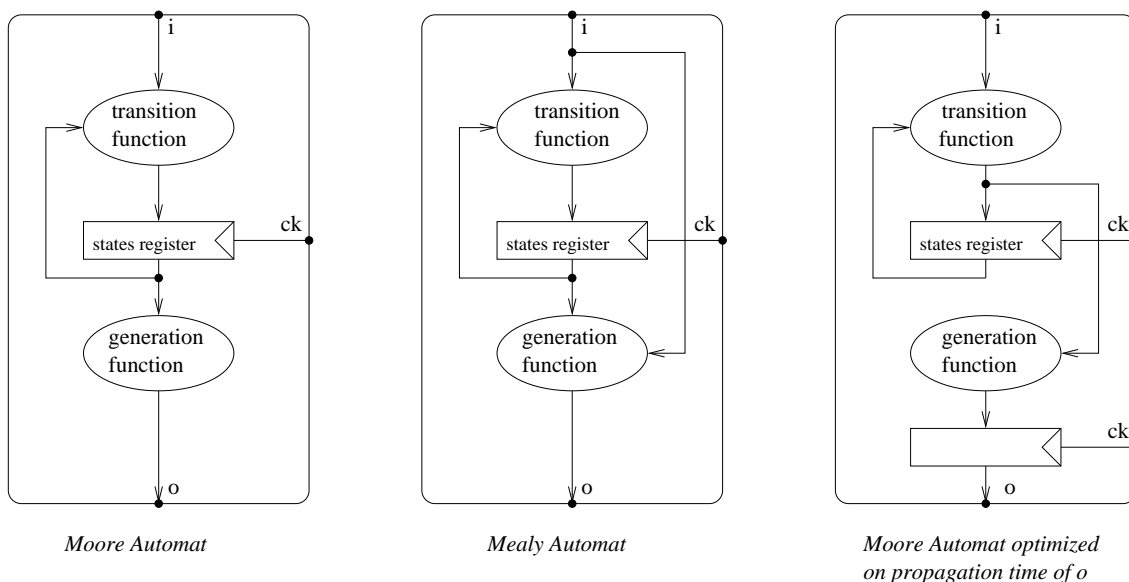 i
transition
function
ck
states register
generation
function
o
Moore Automat
i
transition
function
ck
states register
generation
function
o
Mealy Automat
i
transition
function
ck
states register
generation
function
ck
o
Moore Automat optimized
on propagation time of o